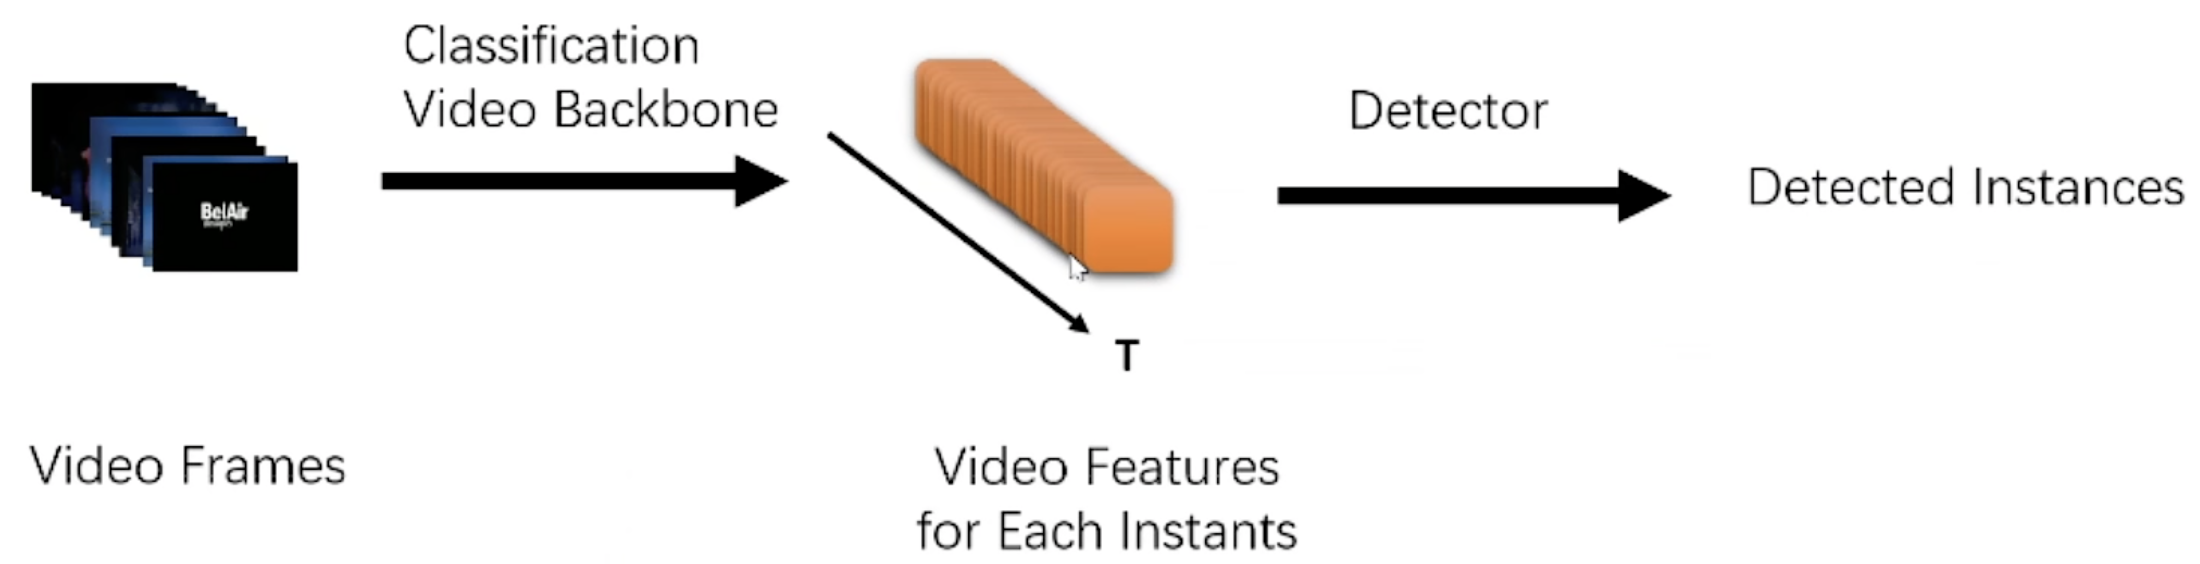 Classification
Video Backbone
Detector
Detected Instances
BelAir
T
Video Frames
Video Features
for Each Instants